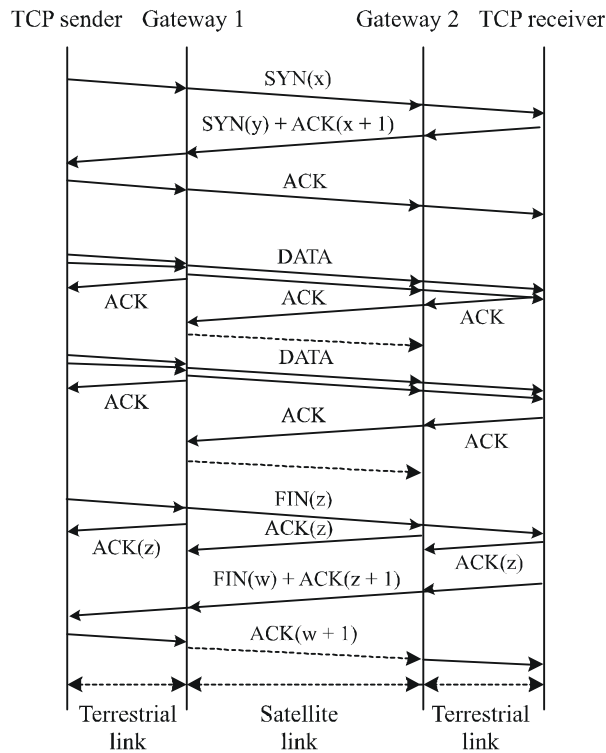 TCP sender Gateway 1 Gateway 2 TCP receiver
SYN(x)
SYN(y) + ACK(x + 1)
ACK
DATA
ACK
ACK
ACK
DATA
ACK
ACK
ACK
FIN(z)
ACK(z)
ACK(z)
ACK(z)
FIN(w) + ACK(z + 1)
ACK(w + 1)
Terrestrial Satellite Terrestrial
link link link